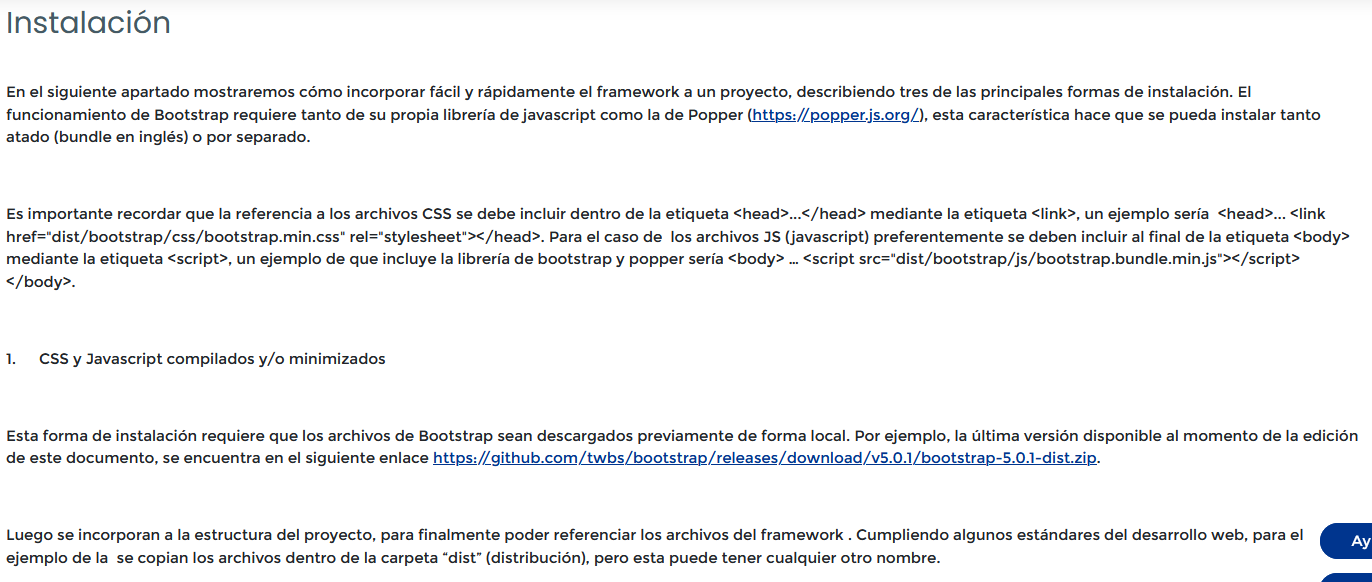 Instalación
En el siguiente apartado mostraremos cómo incorporar fácil y rápidamente el framework a un proyecto, describiendo tres de las principales formas de instalación. El
funcionamiento de Bootstrap requiere tanto de su propia librería de javascript como la de Popper (https://popper.js.org/), esta característica hace que se pueda instalar tanto
atado (bundle en inglés) o por separado.
Es importante recordar que la referencia a los archivos CSS se debe incluir dentro de la etiqueta <head>...</head> mediante la etiqueta <link>, un ejemplo sería  <head>... <link
href="dist/bootstrap/css/bootstrap.min.css" rel="stylesheet"></head>. Para el caso de  los archivos JS (javascript) preferentemente se deben incluir al final de la etiqueta <body>
mediante la etiqueta <script>, un ejemplo de que incluye la librería de bootstrap y popper sería <body> … <script src="dist/bootstrap/js/bootstrap.bundle.min.js"></script>
</body>.
1. CSS y Javascript compilados y/o minimizados
Esta forma de instalación requiere que los archivos de Bootstrap sean descargados previamente de forma local. Por ejemplo, la última versión disponible al momento de la edición
de este documento, se encuentra en el siguiente enlace https://github.com/twbs/bootstrap/releases/download/v5.0.1/bootstrap-5.0.1-dist.zip.
Luego se incorporan a la estructura del proyecto, para finalmente poder referenciar los archivos del framework . Cumpliendo algunos estándares del desarrollo web, para el
ejemplo de la  se copian los archivos dentro de la carpeta “dist” (distribución), pero esta puede tener cualquier otro nombre.
Ay